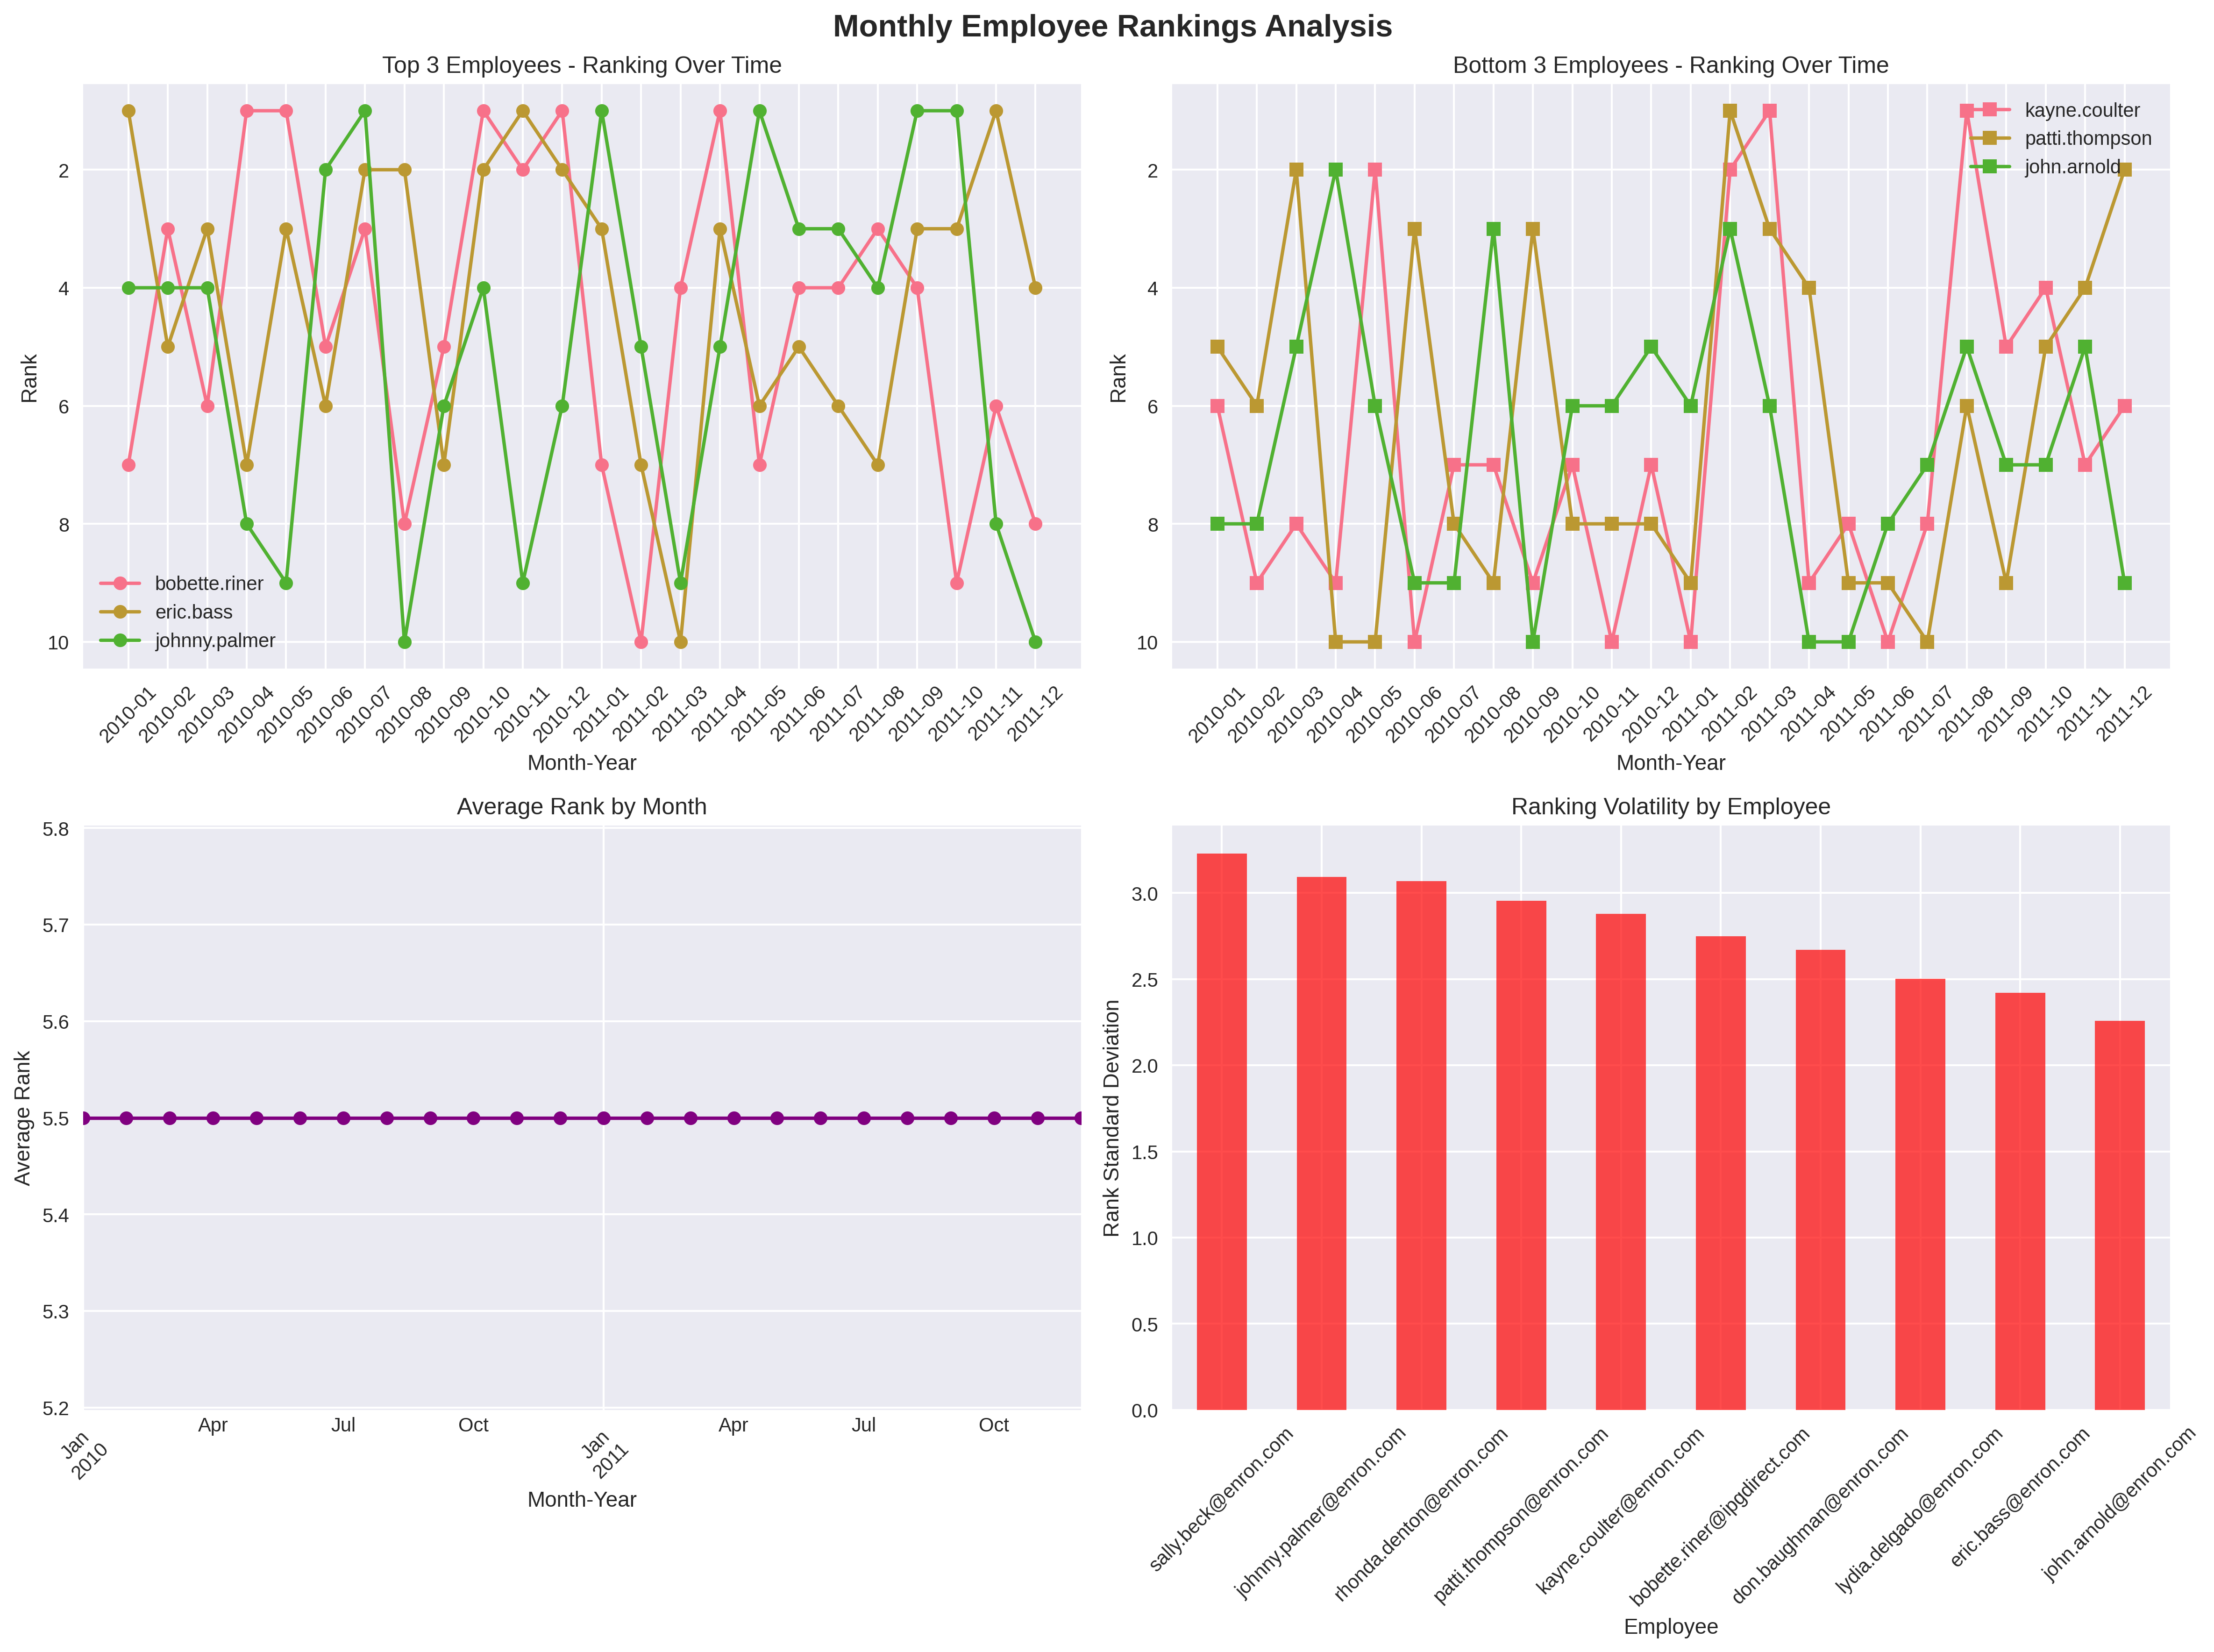 Monthly Employee Rankings Analysis
Top 3 Employees - Ranking Over Time
Rank
2
4
6
8
10
bobette.riner
eric.bass
johnny.palmer
2010-01
2010-02
2010-03
2010-04
2010-05
2010-06
2010-07
2010-08
2010-09
2010-10
2010-11
2010-12
2011-01
2011-02
2011-03
2011-04
2011-05
2011-06
2011-07
2011-08
2011-09
2011-10
2011-11
2011-12
Month-Year
Bottom 3 Employees - Ranking Over Time
Rank
2
4
6
8
10
kayne.coulter
patti.thompson
john.arnold
2010-01
2010-02
2010-03
2010-04
2010-05
2010-06
2010-07
2010-08
2010-09
2010-10
2010-11
2010-12
2011-01
2011-02
2011-03
2011-04
2011-05
2011-06
2011-07
2011-08
2011-09
2011-10
2011-11
2011-12
Month-Year
Average Rank by Month
Average Rank
5.8
5.7
5.6
5.5
5.4
5.3
5.2
Jan
2010
Apr
Jul
Oct
Jan
2011
Apr
Jul
Oct
Month-Year
Ranking Volatility by Employee
Rank Standard Deviation
3.0
2.5
2.0
1.5
1.0
0.5
0.0
sally.beck@enron.com
johnny.palmer@enron.com
rhonda.denton@enron.com
patti.thompson@enron.com
kayne.coulter@enron.com
bobette.riner@ipgdirect.com
don.baughman@enron.com
lydia.delgado@enron.com
eric.bass@enron.com
john.arnold@enron.com
Employee